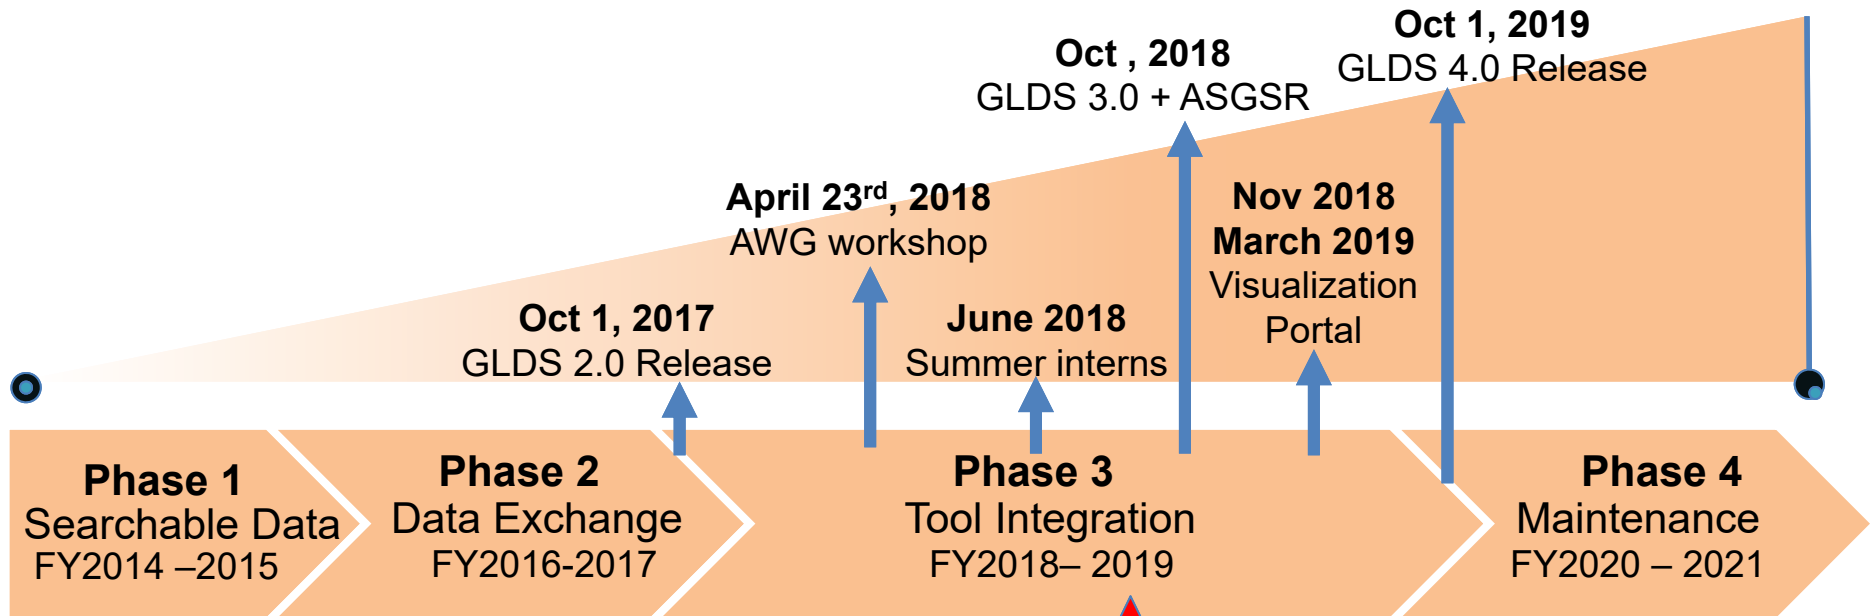 Oct 1, 2019
GLDS 4.0 Release
Oct , 2018
GLDS 3.0 + ASGSR
April 23rd, 2018
AWG workshop
Nov 2018
March 2019
Visualization
Portal
Oct 1, 2017
GLDS 2.0 Release
June 2018
Summer interns
Phase 1
Searchable Data
FY2014 –2015
Phase 2
Data Exchange
FY2016-2017
Phase 3
Tool Integration
FY2018– 2019
Phase 4
Maintenance
FY2020 – 2021